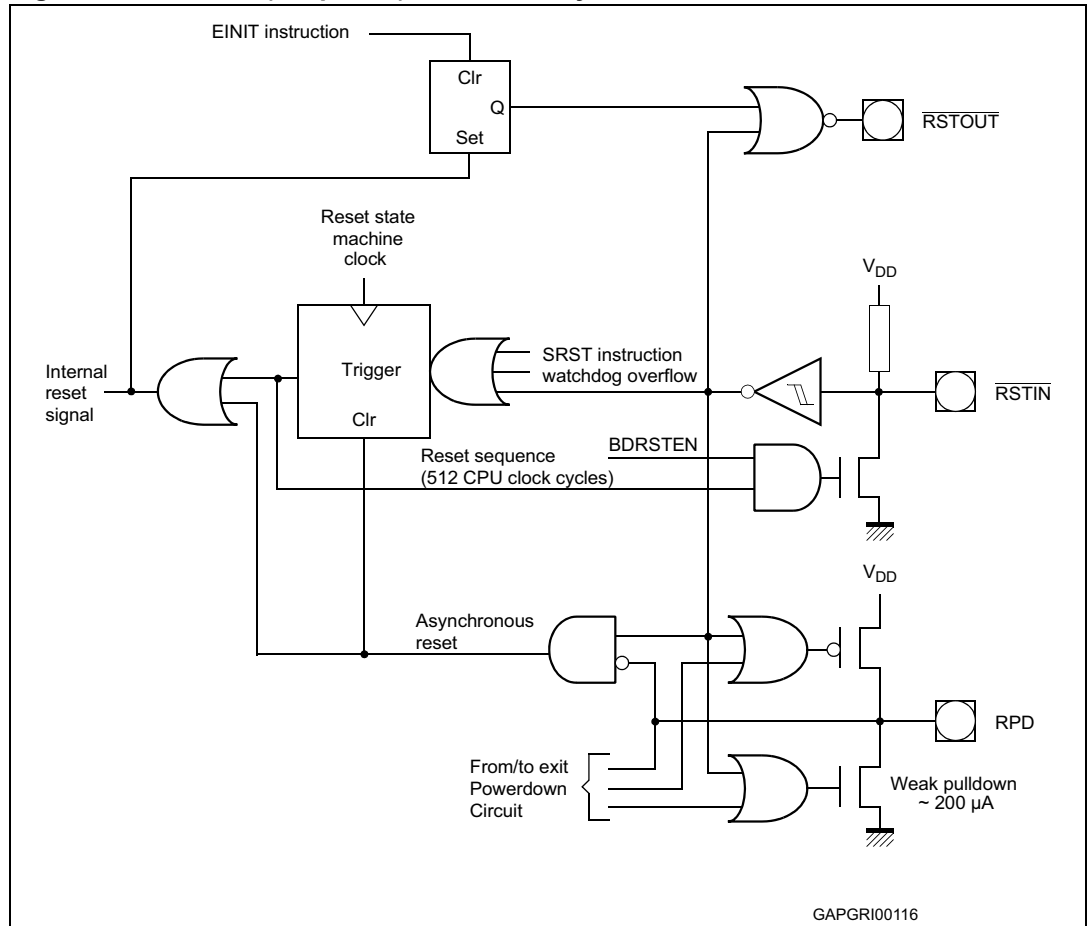 EINIT instruction
Clr
Q
Set
RSTOUT
Reset state
machine
clock
VDD
Internal
reset
signal
Trigger
Clr
SRST instruction
watchdog overflow
RSTIN
BDRSTEN
Reset sequence
(512 CPU clock cycles)
VDD
Asynchronous
reset
RPD
From/to exit
Powerdown
Circuit
Weak pulldown
~ 200 µA
GAPGRI00116